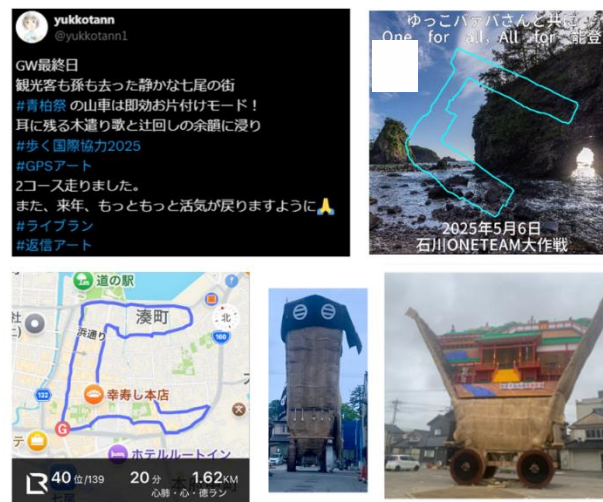 yukkotann
@yukkotann1
GW最終日
観光客も孫も去った静かな七尾の街
#青柏祭 の山車は即効お片付けモード！
耳に残る木遣り歌と辻回しの余韻に浸り
#歩く国際協力2025
#GPSアート
2コース走りました。
また、来年、もっともっと活気が戻りますように🙏
#ライブラン
#返信アート
ゆっこバァバさんと共に
One for all, All for 能登
2025年5月6日
石川ONETEAM大作戦
道の駅
湊町
浜通り
北
160
132
幸寿し本店
G
テ
ホテルルートイン
40位/139
20分
1.62KM
心肺・心・徳ラン